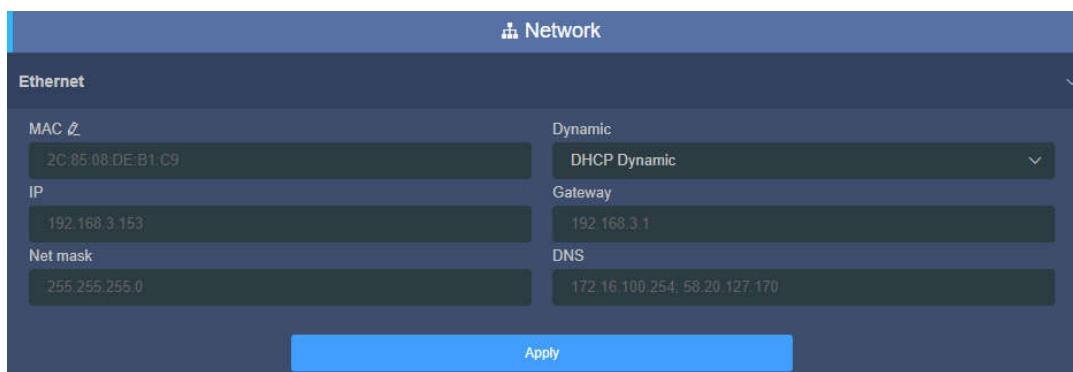 Network
Ethernet
MAC
Dynamic
2C:85:08:DE:B1:C9
DHCP Dynamic
IP
Gateway
192.168.3.153
192.168.3.1
Net mask
DNS
255.255.255.0
172.16.100.254; 58.20.127.170
Apply